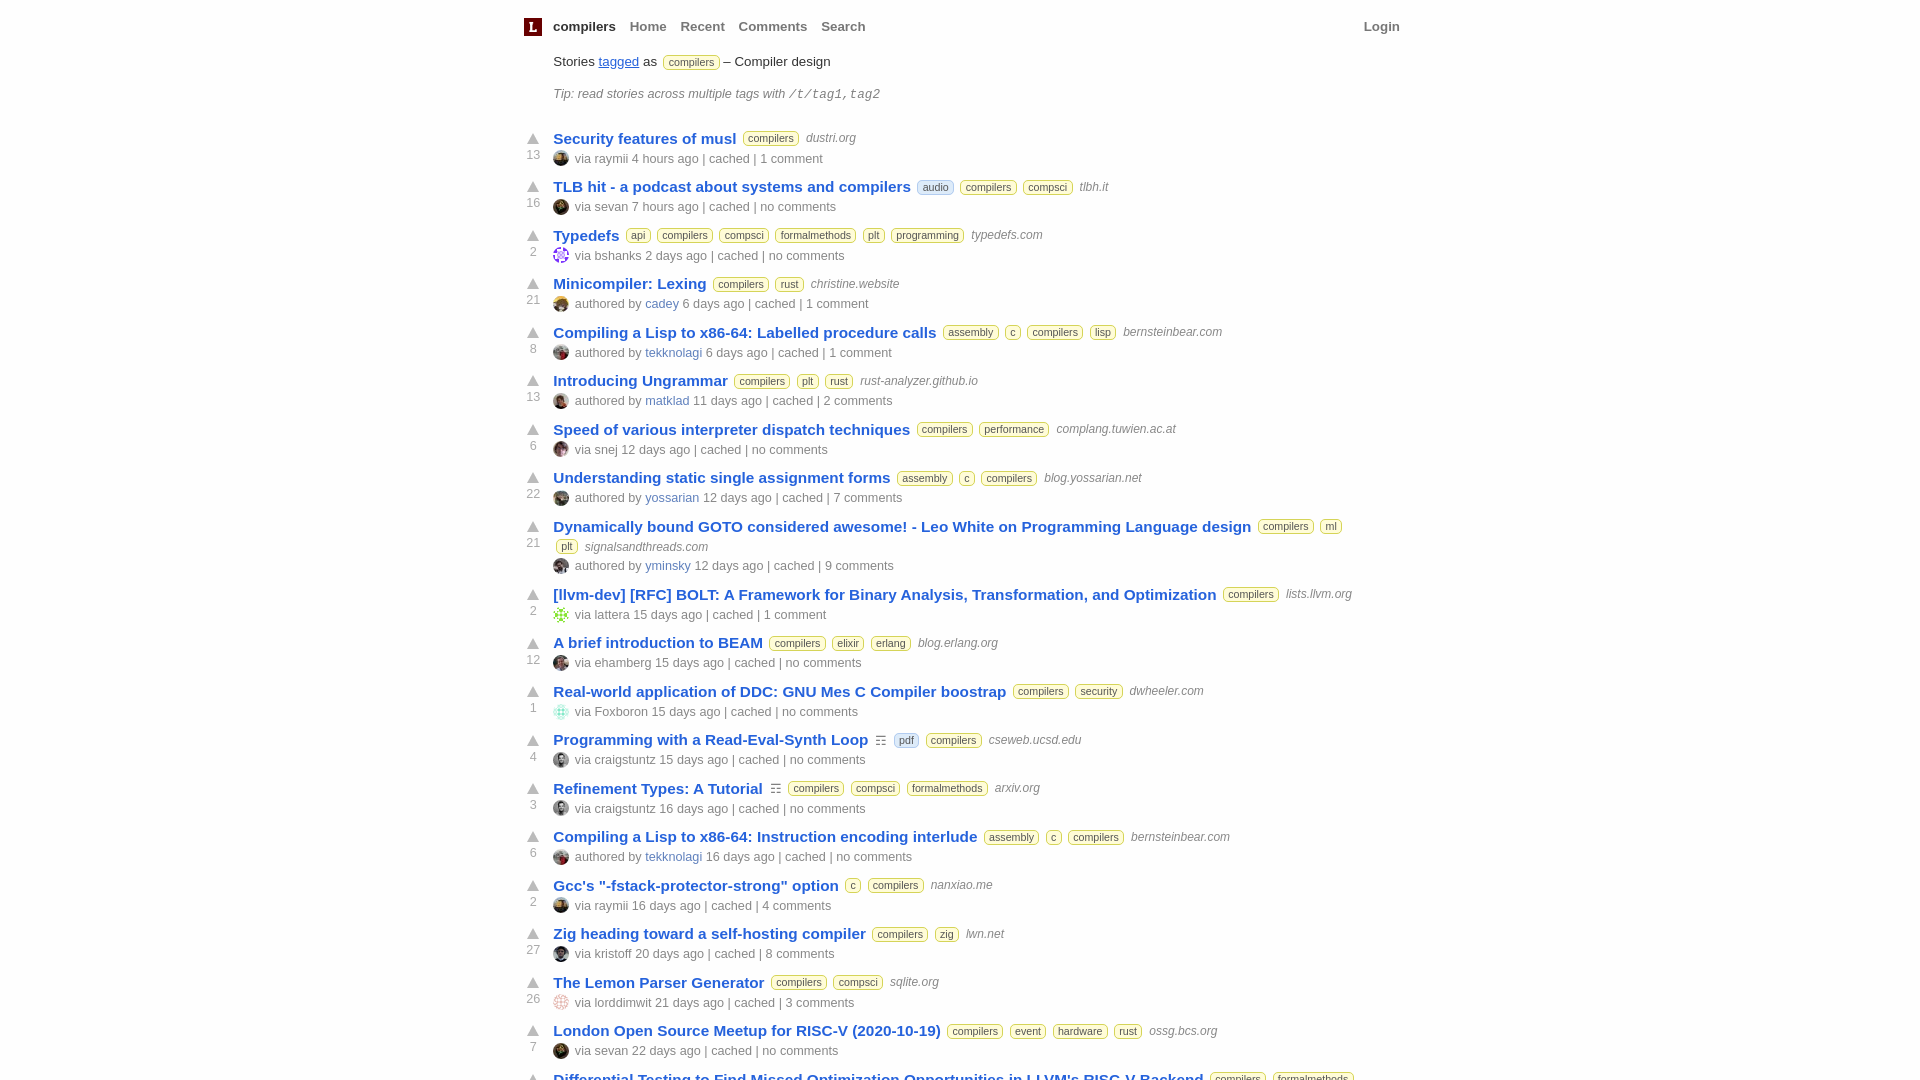 L compilers Home Recent Comments Search Login
Stories tagged as compilers – Compiler design
Tip: read stories across multiple tags with /t/tag1,tag2
Security features of musl compilers dustri.org
13 via raymii 4 hours ago | cached | 1 comment
TLB hit - a podcast about systems and compilers audio compilers compsci tlbh.it
16 via sevan 7 hours ago | cached | no comments
Typedefs api compilers compsci formalmethods plt programming typedefs.com
2 via bshanks 2 days ago | cached | no comments
Minicompiler: Lexing compilers rust christine.website
21 authored by cadey 6 days ago | cached | 1 comment
Compiling a Lisp to x86-64: Labelled procedure calls assembly c compilers lisp bernsteinbear.com
8 authored by tekknolagi 6 days ago | cached | 1 comment
Introducing Ungrammar compilers plt rust rust-analyzer.github.io
13 authored by matklad 11 days ago | cached | 2 comments
Speed of various interpreter dispatch techniques compilers performance complang.tuwien.ac.at
6 via snej 12 days ago | cached | no comments
Understanding static single assignment forms assembly c compilers blog.yossarian.net
22 authored by yossarian 12 days ago | cached | 7 comments
Dynamically bound GOTO considered awesome! - Leo White on Programming Language design compilers ml
21 plt signalsandthreads.com
authored by yminsky 12 days ago | cached | 9 comments
[llvm-dev] [RFC] BOLT: A Framework for Binary Analysis, Transformation, and Optimization compilers lists.llvm.org
2 via lattera 15 days ago | cached | 1 comment
A brief introduction to BEAM compilers elixir erlang blog.erlang.org
12 via ehamberg 15 days ago | cached | no comments
Real-world application of DDC: GNU Mes C Compiler boostrap compilers security dwheeler.com
1 via Foxboron 15 days ago | cached | no comments
Programming with a Read-Eval-Synth Loop ☶ pdf compilers cseweb.ucsd.edu
4 via craigstuntz 15 days ago | cached | no comments
Refinement Types: A Tutorial ☶ compilers compsci formalmethods arxiv.org
3 via craigstuntz 16 days ago | cached | no comments
Compiling a Lisp to x86-64: Instruction encoding interlude assembly c compilers bernsteinbear.com
6 authored by tekknolagi 16 days ago | cached | no comments
Gcc's "-fstack-protector-strong" option c compilers nanxiao.me
2 via raymii 16 days ago | cached | 4 comments
Zig heading toward a self-hosting compiler compilers zig lwn.net
27 via kristoff 20 days ago | cached | 8 comments
The Lemon Parser Generator compilers compsci sqlite.org
26 via lorddimwit 21 days ago | cached | 3 comments
London Open Source Meetup for RISC-V (2020-10-19) compilers event hardware rust ossg.bcs.org
7 via sevan 22 days ago | cached | no comments
Differential Testing to Find Missed Optimization Opportunities in LLVM's RISC-V Backend compilers formalmethods